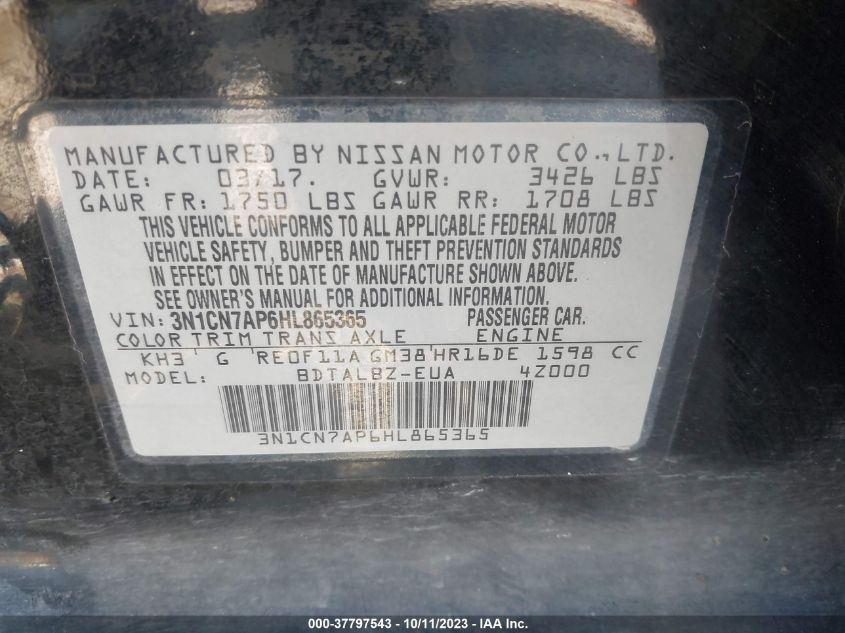 MANUFACTURED BY NISSAN MOTOR CO.,LTD.
DATE: 03/17. GVWR: 3426 LBS
GAWR FR: 1750 LBS GAWR RR: 1708 LBS
THIS VEHICLE CONFORMS TO ALL APPLICABLE FEDERAL MOTOR
VEHICLE SAFETY, BUMPER AND THEFT PREVENTION STANDARDS
IN EFFECT ON THE DATE OF MANUFACTURE SHOWN ABOVE.
SEE OWNER'S MANUAL FOR ADDITIONAL INFORMATION.
VIN: 3N1CN7AP6HL865365 PASSENGER CAR.
COLOR TRIM TRANS AXLE ENGINE
KH3 G RE0F11A GM38 HR16DE 1598 CC
MODEL: BDTALBZ-EUA 4Z000
3N1CN7AP6HL865365
000-37797543 - 10/11/2023 - IAA Inc.